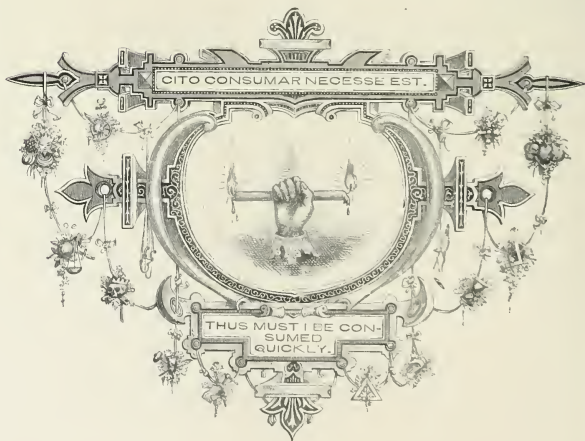 CITO CONSUMAR NECESSE EST.
THUS MUST I BE CON-
SUMED
QUICKLY.